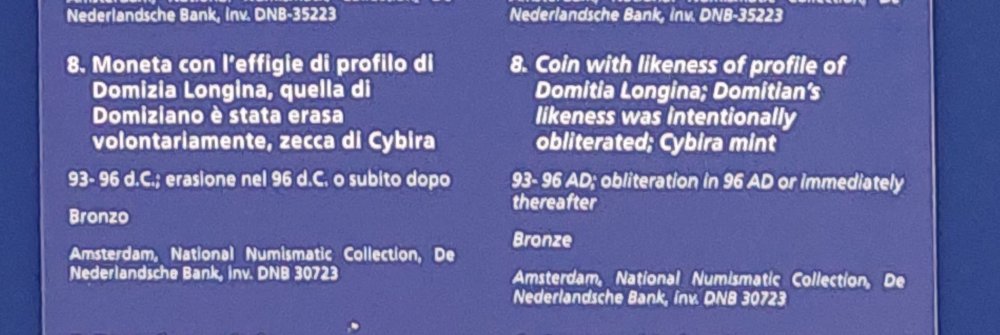 Nederlandsche Bank, inv. DNB-35223
8. Moneta con l'effigie di profilo di
Domizia Longina, quella di
Domiziano è stata erasa
volontariamente, zecca di Cybira
93- 96 d.C.; erasione nel 96 d.C. o subito dopo
Bronzo
Amsterdam, National Numismatic Collection, De
Nederlandsche Bank, inv. DNB 30723
Nederlandsche Bank, inv. DNB-35223
8. Coin with likeness of profile of
Domitia Longina; Domitian's
likeness was intentionally
obliterated; Cybira mint
93- 96 AD; obliteration in 96 AD or immediately
thereafter
Bronze
Amsterdam, National Numismatic Collection, De
Nederlandsche Bank, inv. DNB 30723